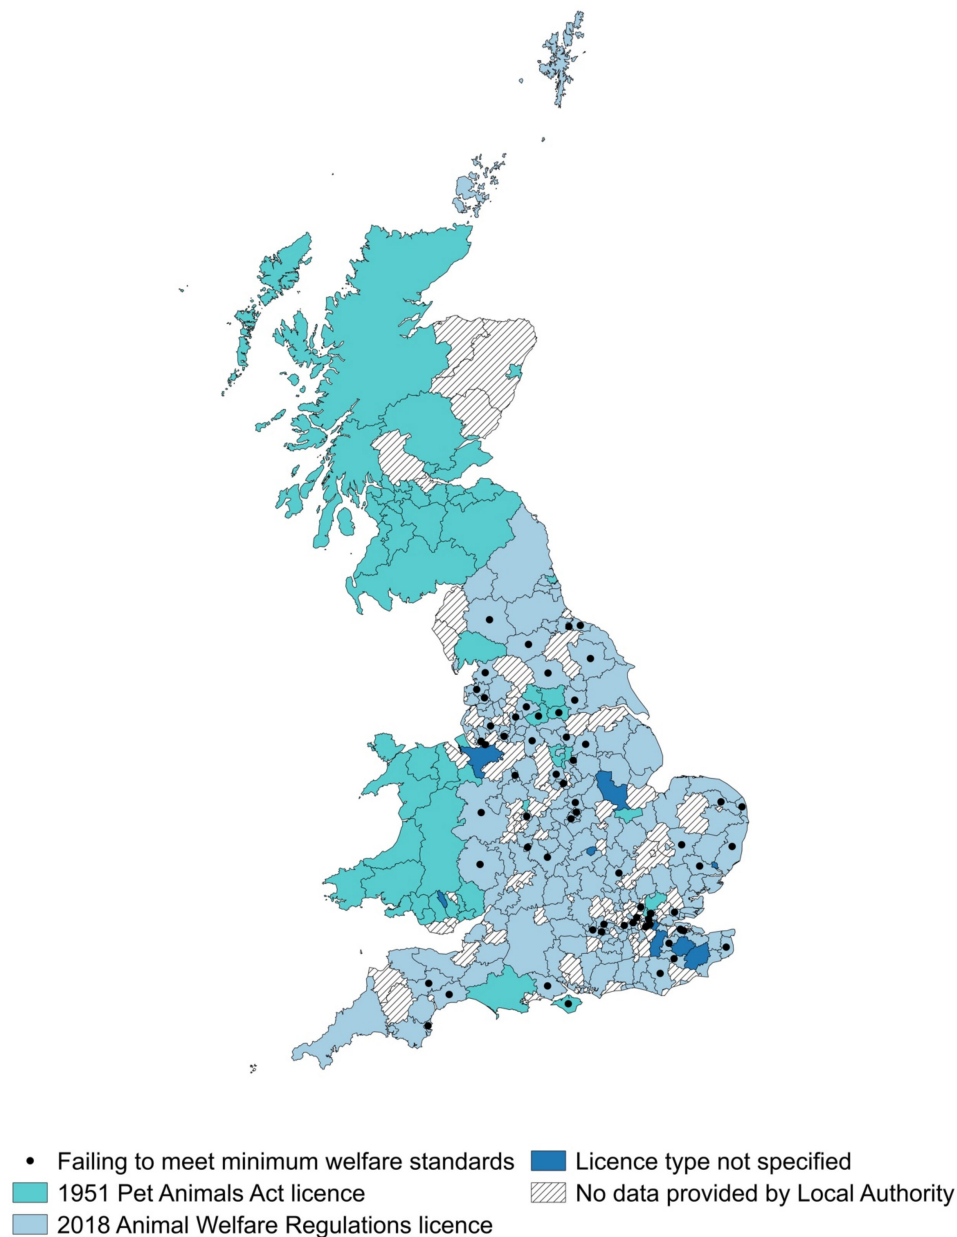 Failing to meet minimum welfare standards
1951 Pet Animals Act licence
2018 Animal Welfare Regulations licence
Licence type not specified
No data provided by Local Authority